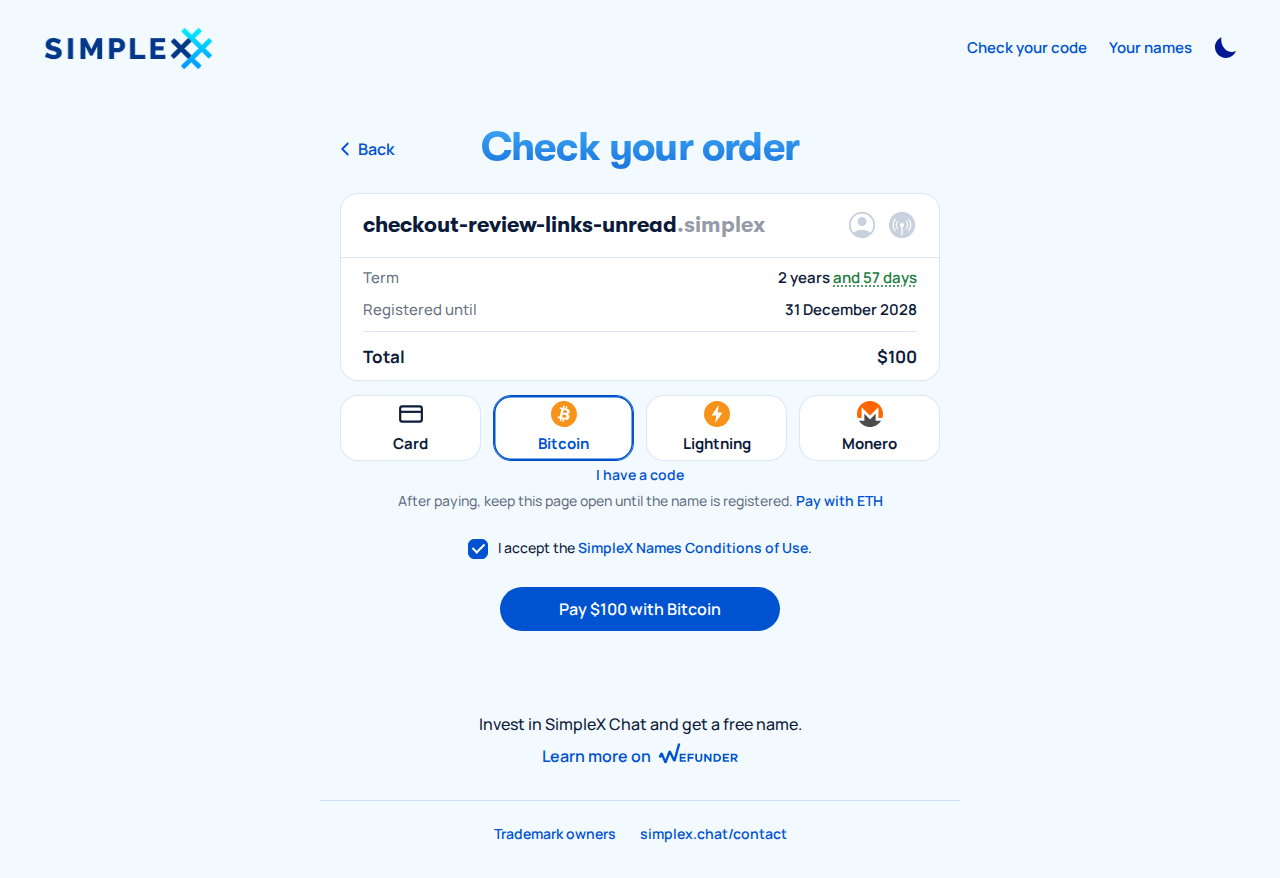 SIMPLEX
Check your code
Your names
Back
Check your order
checkout-review-links-unread.simplex
Term
2 years and 57 days
Registered until
31 December 2028
Total
$100
Card
Bitcoin
Lightning
Monero
I have a code
After paying, keep this page open until the name is registered. Pay with ETH
I accept the SimpleX Names Conditions of Use.
Pay $100 with Bitcoin
Invest in SimpleX Chat and get a free name.
Learn more on WEFUNDER
Trademark owners
simplex.chat/contact